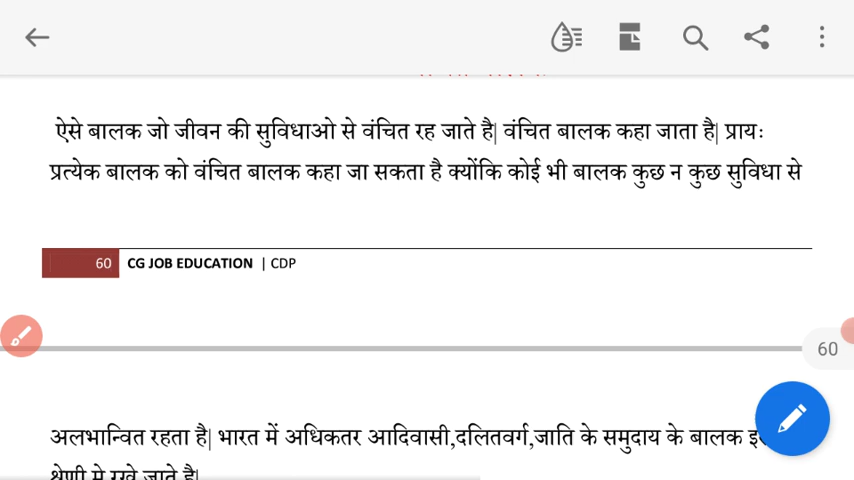 ऐसे बालक जो जीवन की सुविधाओ से वंचित रह जाते है| वंचित बालक कहा जाता है| प्रायः
प्रत्येक बालक को वंचित बालक कहा जा सकता है क्योंकि कोई भी बालक कुछ न कुछ सुविधा से
60 CG JOB EDUCATION | CDP
60
अलभान्वित रहता है| भारत में अधिकतर आदिवासी,दलितवर्ग,जाति के समुदाय के बालक
श्रेणी मे रखे जाते है|